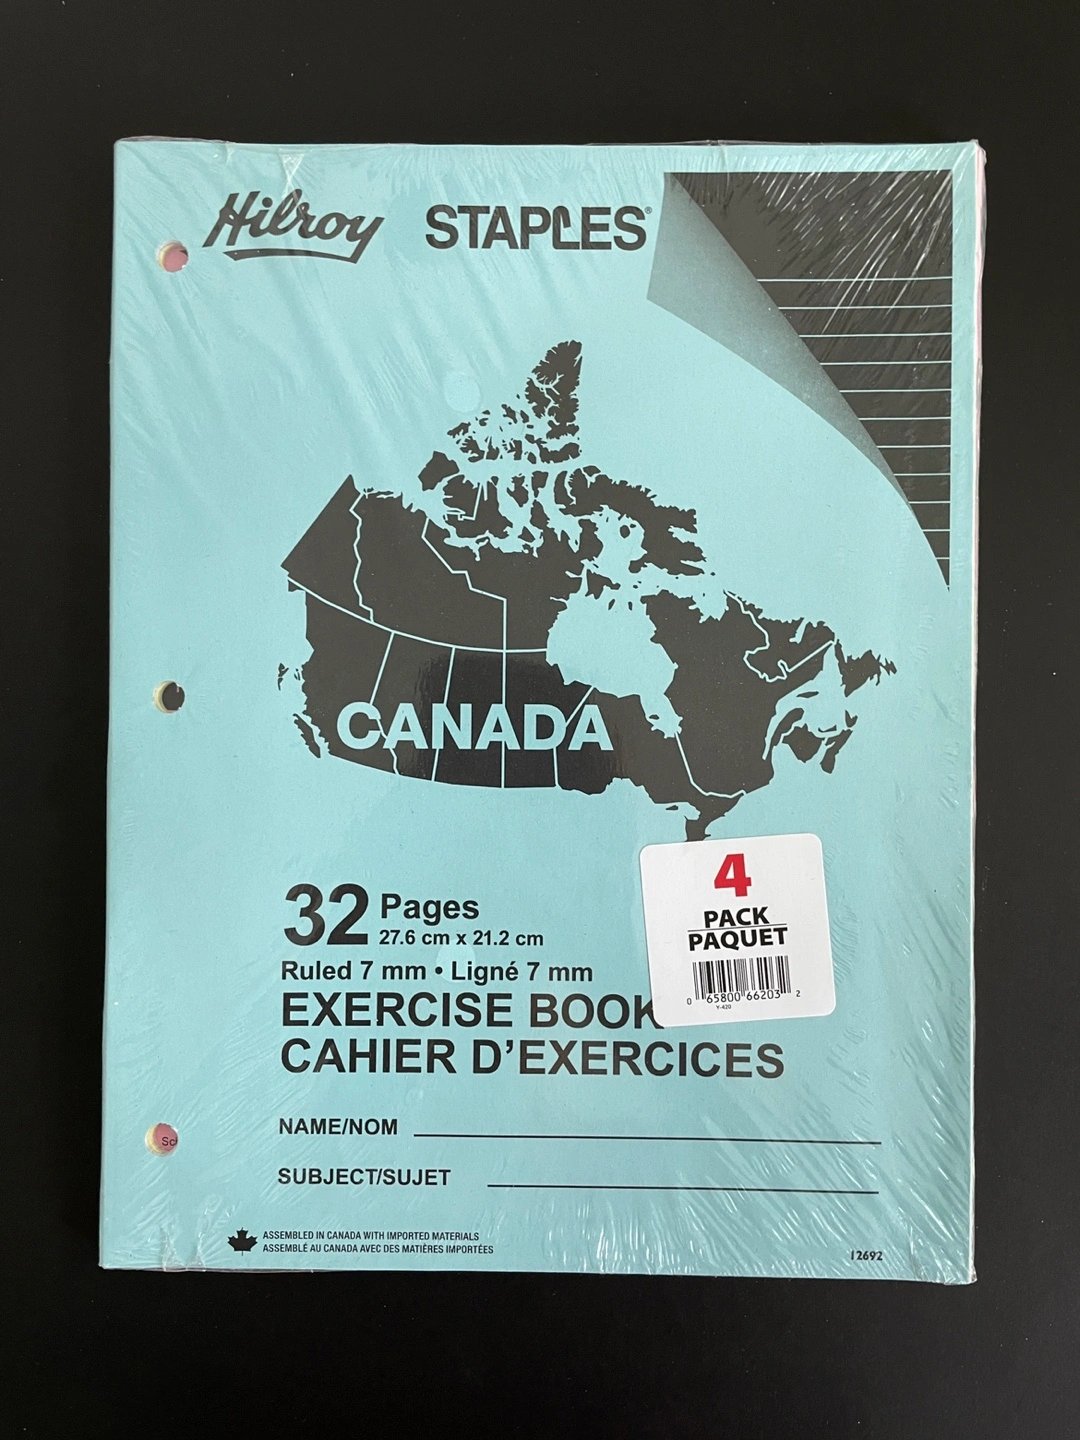 Hilroy STAPLES®
CANADA
32 Pages
27.6 cm x 21.2 cm
Ruled 7 mm • Ligné 7 mm
EXERCISE BOOK
CAHIER D'EXERCICES
4
PACK
PAQUET
0 65800 66203 2
Y-420
NAME/NOM
SUBJECT/SUJET
Sc
ASSEMBLED IN CANADA WITH IMPORTED MATERIALS
ASSEMBLÉ AU CANADA AVEC DES MATIÈRES IMPORTÉES
12692